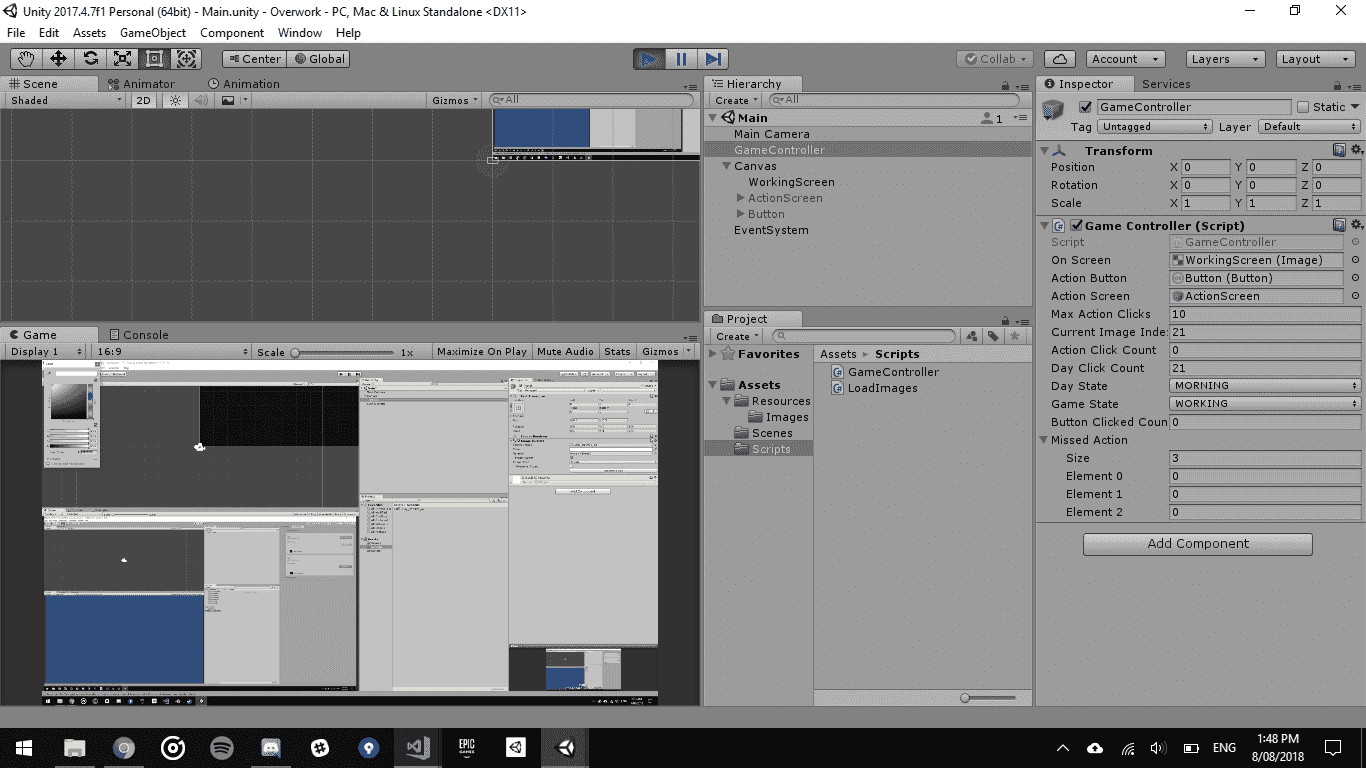 Unity 2017.4.7f1 Personal (64bit) - Main.unity - Overwork - PC, Mac & Linux Standalone <DX11>
File Edit Assets GameObject Component Window Help
Center Global Collab Account Layers Layout
Scene Animator Animation
Shaded 2D Gizmos All
Hierarchy
Create All
Main 1
Main Camera
GameController
Canvas
WorkingScreen
ActionScreen
Button
EventSystem
Inspector Services
GameController Static
Tag Untagged Layer Default
Transform
Position X 0 Y 0 Z 0
Rotation X 0 Y 0 Z 0
Scale X 1 Y 1 Z 1
Game Controller (Script)
Script GameController
On Screen WorkingScreen (Image)
Action Button Button (Button)
Action Screen ActionScreen
Max Action Clicks 10
Current Image Inde: 21
Action Click Count 0
Day Click Count 21
Day State MORNING
Game State WORKING
Button Clicked Coun 0
Missed Action
Size 3
Element 0 0
Element 1 0
Element 2 0
Add Component
Game Console
Display 1 16:9 Scale 1x Maximize On Play Mute Audio Stats Gizmos
Project
Create
Favorites
Assets
Resources
Images
Scenes
Scripts
Assets Scripts
GameController
LoadImages
EPIC
GAMES
ENG
1:48 PM
8/08/2018